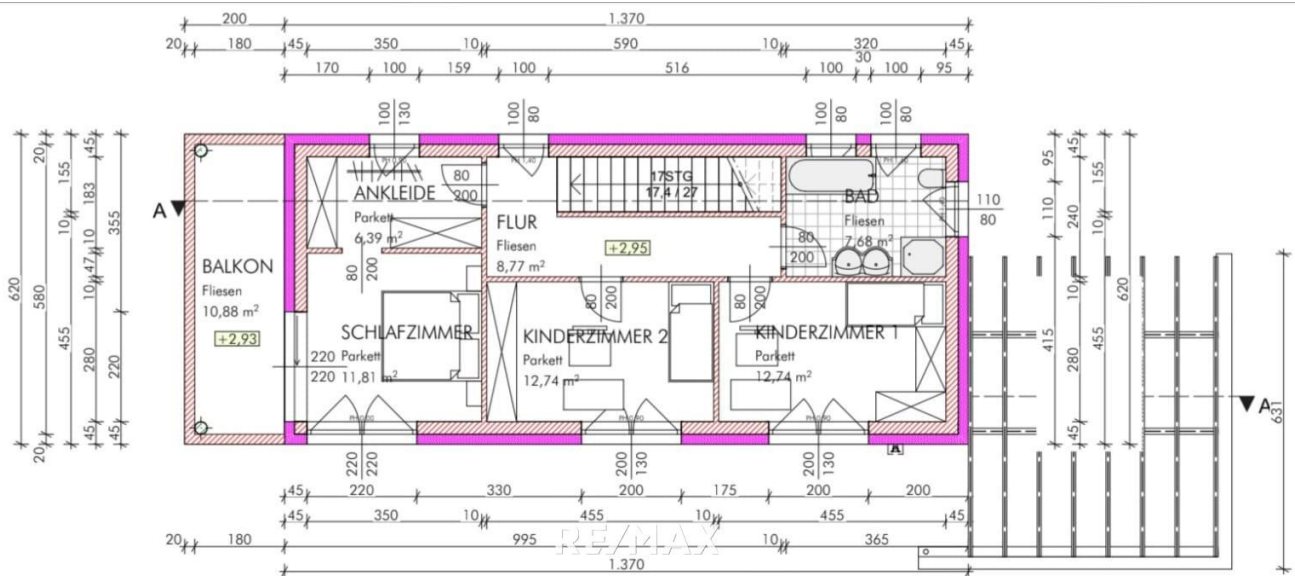 200 1.370
20 180 45 350 10 590 10 320 45
30
170 100 159 100 516 100 100 95
100 130
100 80
100 80
100 80
620
20 580 20
155 10 455
45 183 10 47 10 280 45
355 220 45
A
BALKON
Fliesen
10,88 m²
+2,93
ANKLEIDE
Parkett
6,39 m²
80 200
80 200
FLUR
Fliesen
8,77 m²
17STG
17,4 / 27
+2,95
BAD
Fliesen
7,68 m²
80 200
110 80
SCHLAFZIMMER
Parkett
11,81 m²
220 220
80 200
KINDERZIMMER 2
Parkett
12,74 m²
80 200
KINDERZIMMER 1
Parkett
12,74 m²
95 110 415
45 240 10 280 45
155 10 455
620
A
631
A
220 220
200 130
200 130
45 220 330 200 175 200 200
45 350 10 455 10 455 45
20 180 995 10 365
RE/MAX
1.370